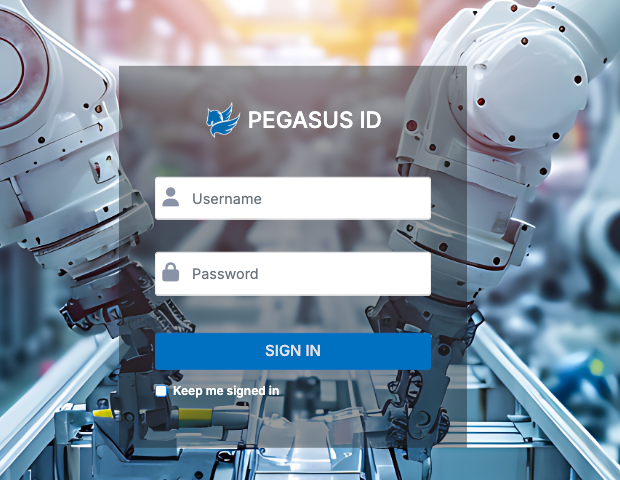 PEGASUS ID
Username
Password
SIGN IN
Keep me signed in